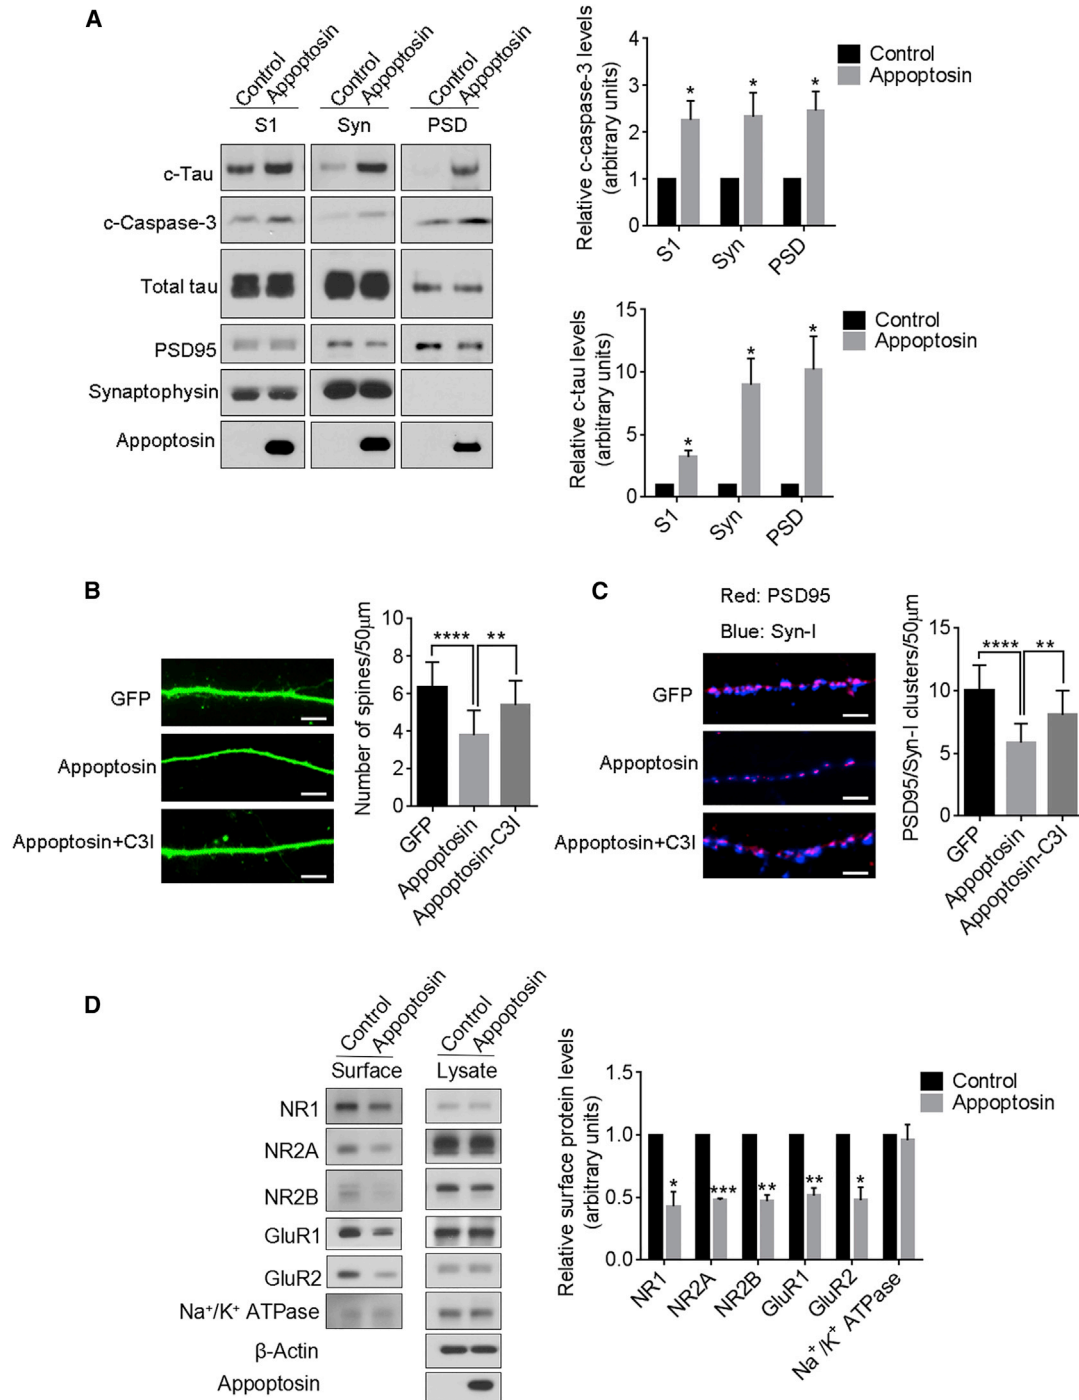 A
Control
Appoptosin
Control
Appoptosin
Control
Appoptosin
S1
Syn
PSD
c-Tau
c-Caspase-3
Total tau
PSD95
Synaptophysin
Appoptosin
Relative c-caspase-3 levels
(arbitrary units)
4
3
2
1
0
*
*
*
S1
Syn
PSD
Control
Appoptosin
Relative c-tau levels
(arbitrary units)
15
10
5
0
*
*
*
S1
Syn
PSD
Control
Appoptosin
B
GFP
Appoptosin
Appoptosin+C3I
Number of spines/50μm
10
8
6
4
2
0
****
**
GFP
Appoptosin
Appoptosin-C3I
C
Red: PSD95
Blue: Syn-I
GFP
Appoptosin
Appoptosin+C3I
PSD95/Syn-I clusters/50μm
15
10
5
0
****
**
GFP
Appoptosin
Appoptosin-C3I
D
Control
Appoptosin
Control
Appoptosin
Surface
Lysate
NR1
NR2A
NR2B
GluR1
GluR2
Na⁺/K⁺ ATPase
β-Actin
Appoptosin
Relative surface protein levels
(arbitrary units)
1.5
1.0
0.5
0.0
*
***
**
**
*
NR1
NR2A
NR2B
GluR1
GluR2
Na⁺/K⁺ ATPase
Control
Appoptosin